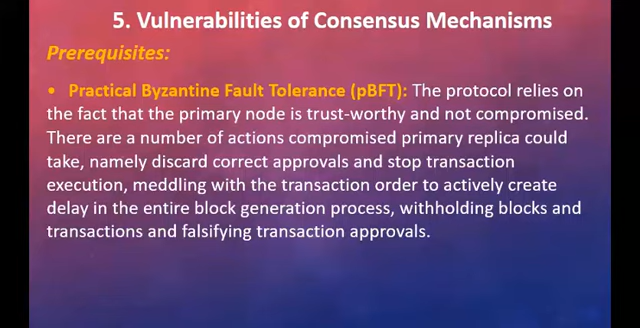 5. Vulnerabilities of Consensus Mechanisms
Prerequisites:
• Practical Byzantine Fault Tolerance (pBFT): The protocol relies on
the fact that the primary node is trust-worthy and not compromised.
There are a number of actions compromised primary replica could
take, namely discard correct approvals and stop transaction
execution, meddling with the transaction order to actively create
delay in the entire block generation process, withholding blocks and
transactions and falsifying transaction approvals.